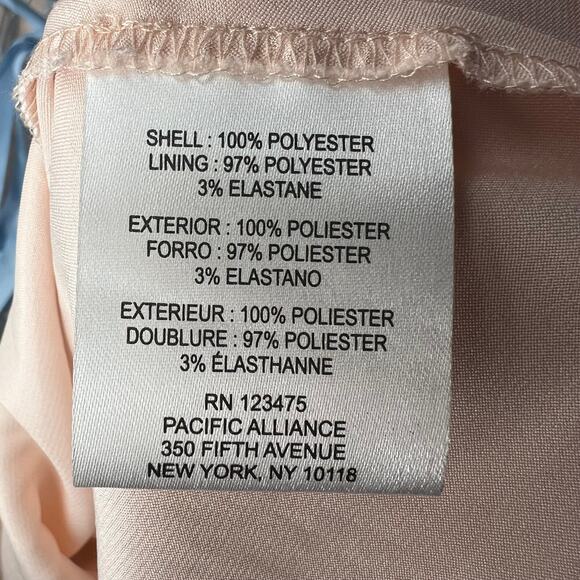 SHELL : 100% POLYESTER
LINING : 97% POLYESTER
3% ELASTANE
EXTERIOR : 100% POLIESTER
FORRO : 97% POLIESTER
3% ELASTANO
EXTERIEUR : 100% POLIESTER
DOUBLURE : 97% POLIESTER
3% ÉLASTHANNE
RN 123475
PACIFIC ALLIANCE
350 FIFTH AVENUE
NEW YORK, NY 10118